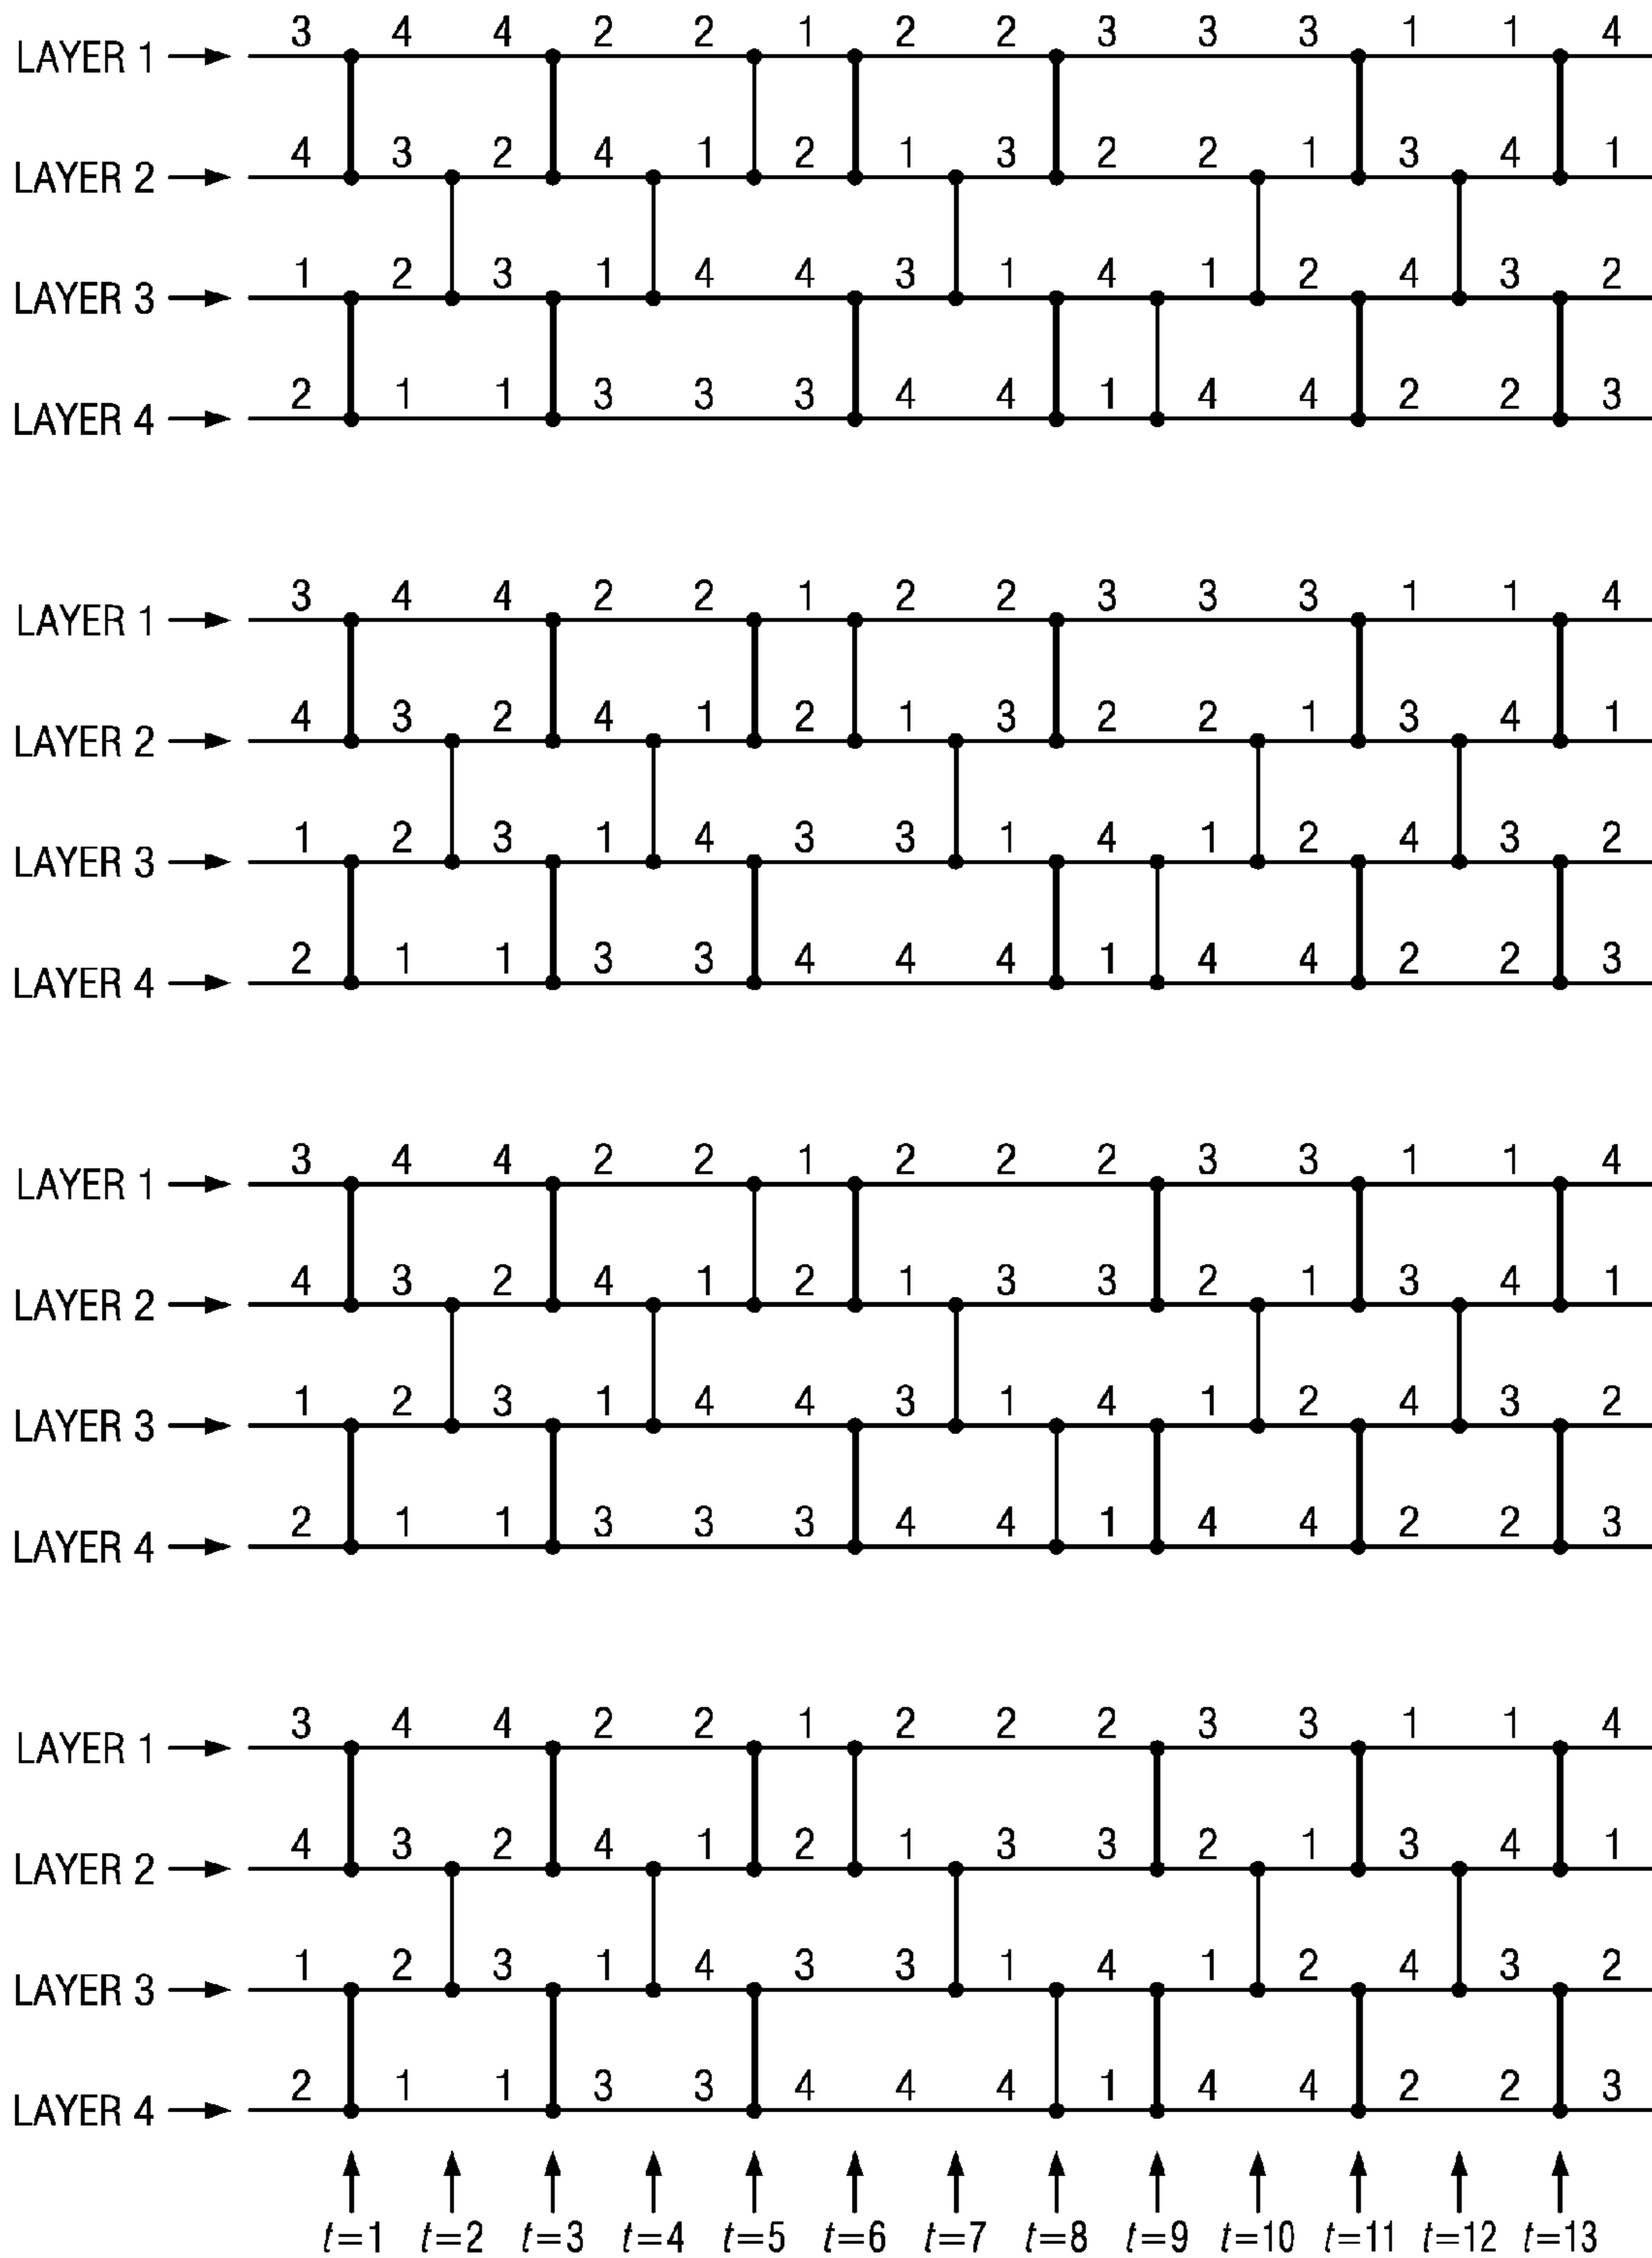 3 4 4 2 2 1 2 2 3 3 3 1 1 4
LAYER 1
4 3 2 4 1 2 1 3 2 2 1 3 4 1
LAYER 2
1 2 3 1 4 4 3 1 4 1 2 4 3 2
LAYER 3
2 1 1 3 3 3 4 4 1 4 4 2 2 3
LAYER 4
3 4 4 2 2 1 2 2 3 3 3 1 1 4
LAYER 1
4 3 2 4 1 2 1 3 2 2 1 3 4 1
LAYER 2
1 2 3 1 4 3 3 1 4 1 2 4 3 2
LAYER 3
2 1 1 3 3 4 4 4 1 4 4 2 2 3
LAYER 4
3 4 4 2 2 1 2 2 2 3 3 1 1 4
LAYER 1
4 3 2 4 1 2 1 3 3 2 1 3 4 1
LAYER 2
1 2 3 1 4 4 3 1 4 1 2 4 3 2
LAYER 3
2 1 1 3 3 3 4 4 1 4 4 2 2 3
LAYER 4
3 4 4 2 2 1 2 2 2 3 3 1 1 4
LAYER 1
4 3 2 4 1 2 1 3 3 2 1 3 4 1
LAYER 2
1 2 3 1 4 3 3 1 4 1 2 4 3 2
LAYER 3
2 1 1 3 3 4 4 4 1 4 4 2 2 3
LAYER 4
t=1 t=2 t=3 t=4 t=5 t=6 t=7 t=8 t=9 t=10 t=11 t=12 t=13